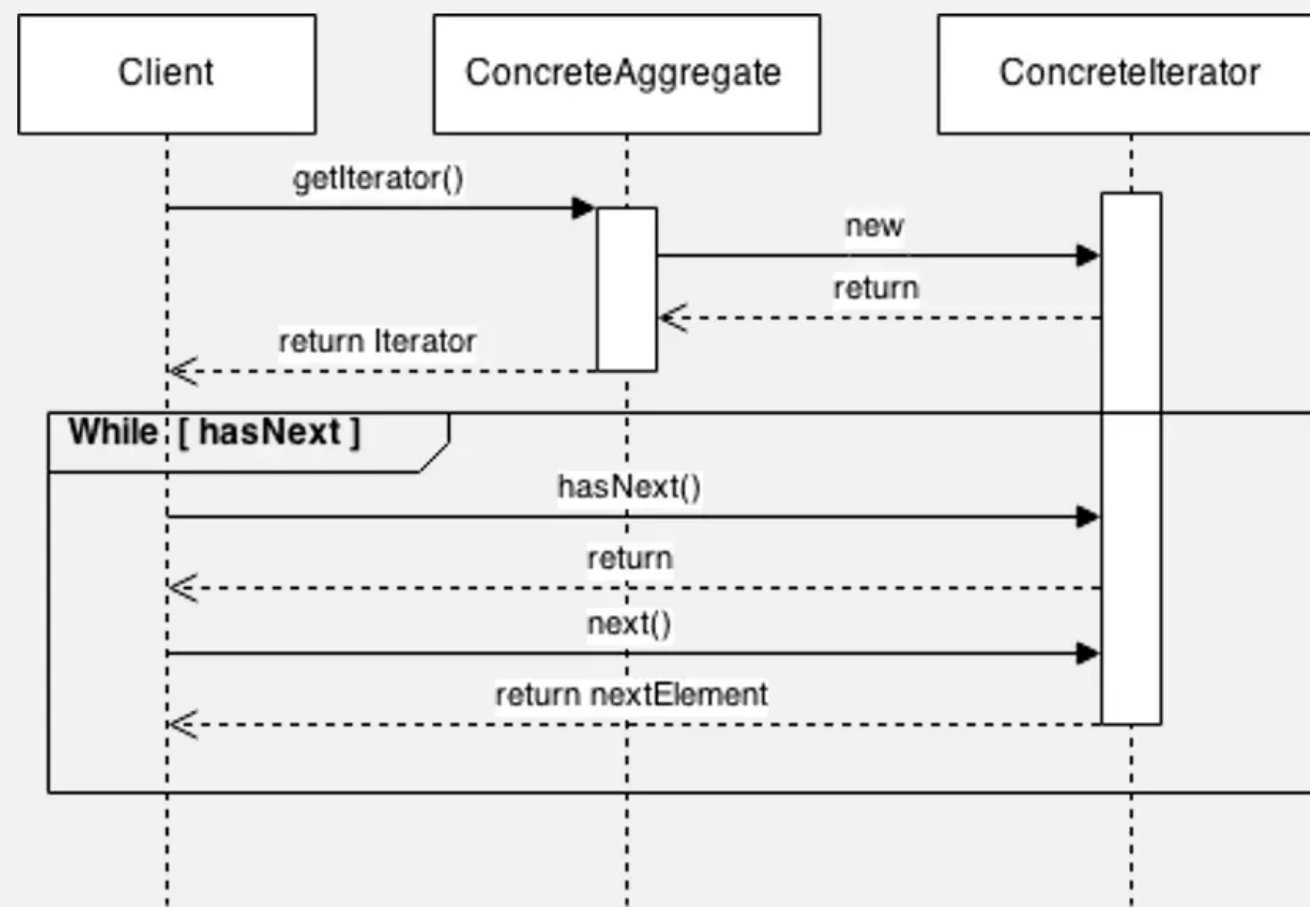 Client
ConcreteAggregate
ConcreteIterator
getIterator()
new
return
return Iterator
While [ hasNext ]
hasNext()
return
next()
return nextElement